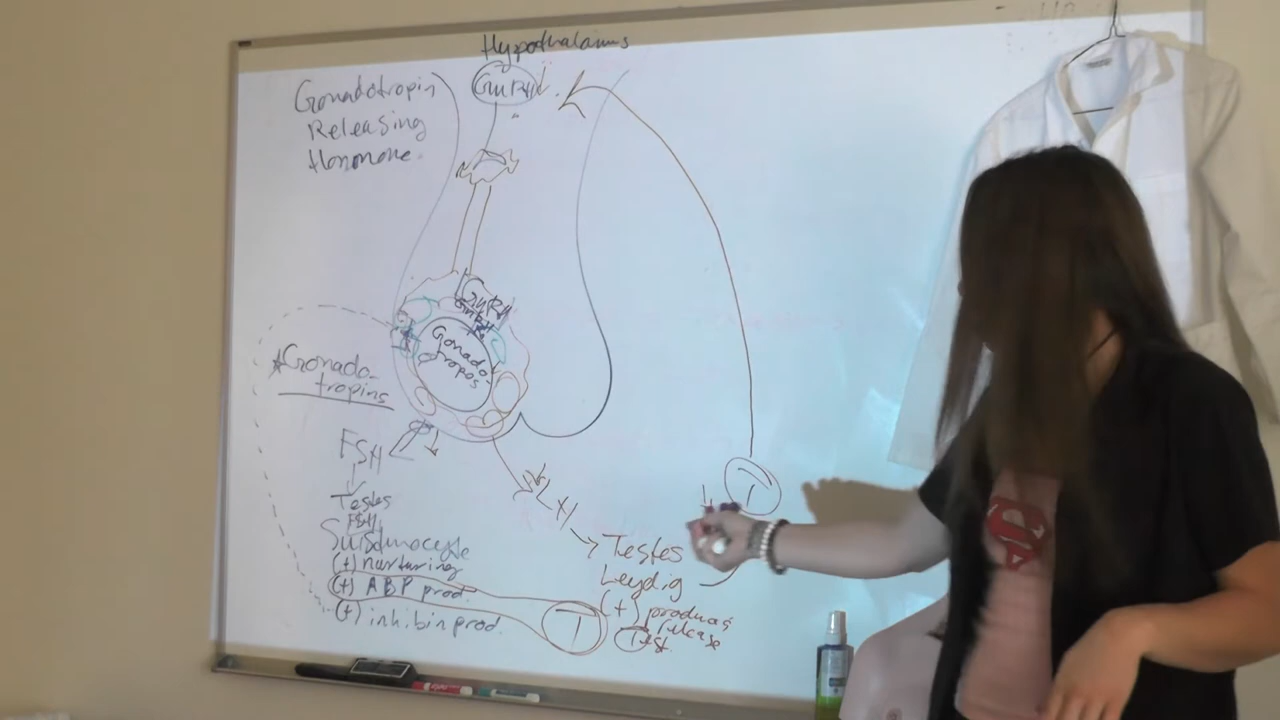 Hypothalamus
GnRH
Gonadotropin
Releasing
Hormone.
GnRH
GnRH
Gonado-
tropes
*Gonado-
tropins
FSH
LH
T
Testes
FSH
(+) nurturing
(+) ABP prod.
(+) inhibin prod.
T
Testes
Leydig
(+) produces
release
Test.
S